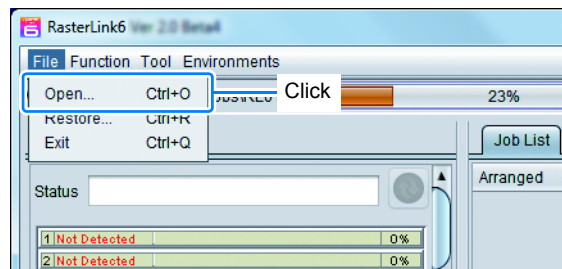 RasterLink6 Ver 2.0 Beta4
File Function Tool Environments
Open... Ctrl+O Click 23%
Restore... Ctrl+R
Exit Ctrl+Q
Job List
Arranged
Status
1 Not Detected 0%
2 Not Detected 0%